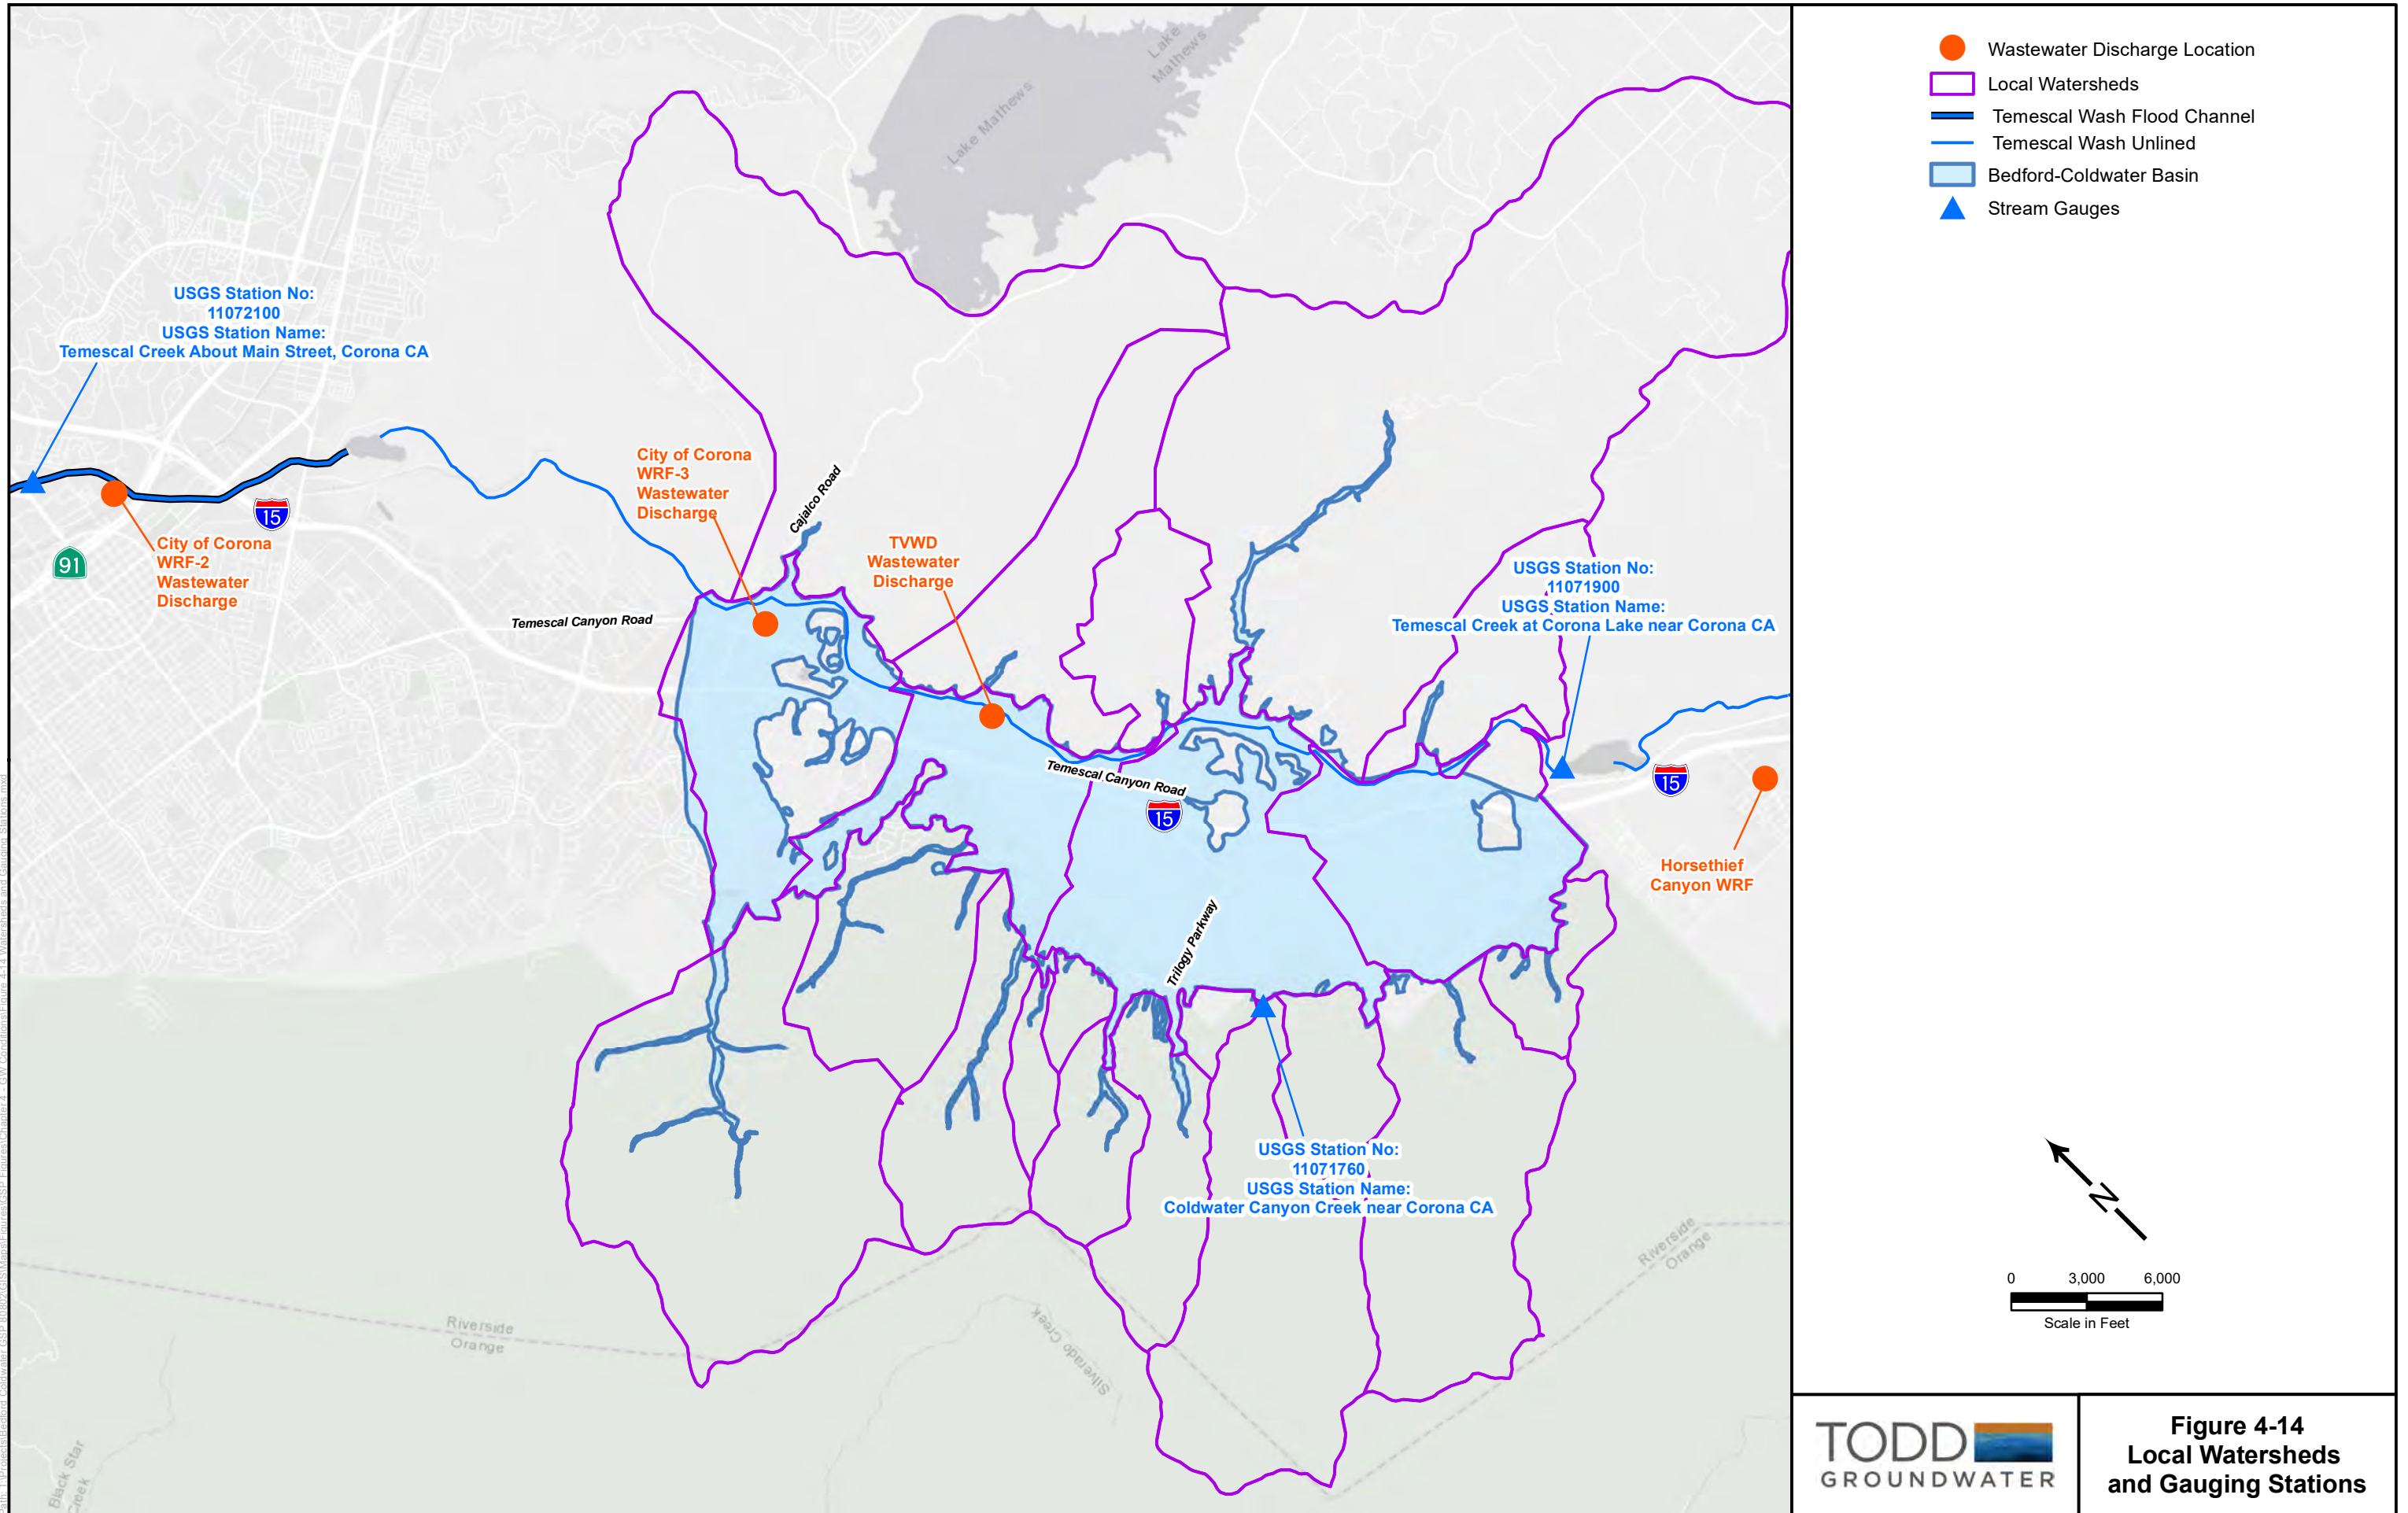 Wastewater Discharge Location
Local Watersheds
Temescal Wash Flood Channel
Temescal Wash Unlined
Bedford-Coldwater Basin
Stream Gauges
Lake
Mathews
Lake Mathews
USGS Station No:
11072100
USGS Station Name:
Temescal Creek About Main Street, Corona CA
City of Corona
WRF-3
Wastewater
Discharge
Cajalco Road
15
91
City of Corona
WRF-2
Wastewater
Discharge
TVWD
Wastewater
Discharge
Temescal Canyon Road
USGS Station No:
11071900
USGS Station Name:
Temescal Creek at Corona Lake near Corona CA
Temescal Canyon Road
15
15
Horsethief
Canyon WRF
Trilogy Parkway
USGS Station No:
11071760
USGS Station Name:
Coldwater Canyon Creek near Corona CA
Riverside
Orange
Riverside
Orange
Silverado Creek
Black Star
Creek
N
0 3,000 6,000
Scale in Feet
TODD
GROUNDWATER
Figure 4-14
Local Watersheds
and Gauging Stations